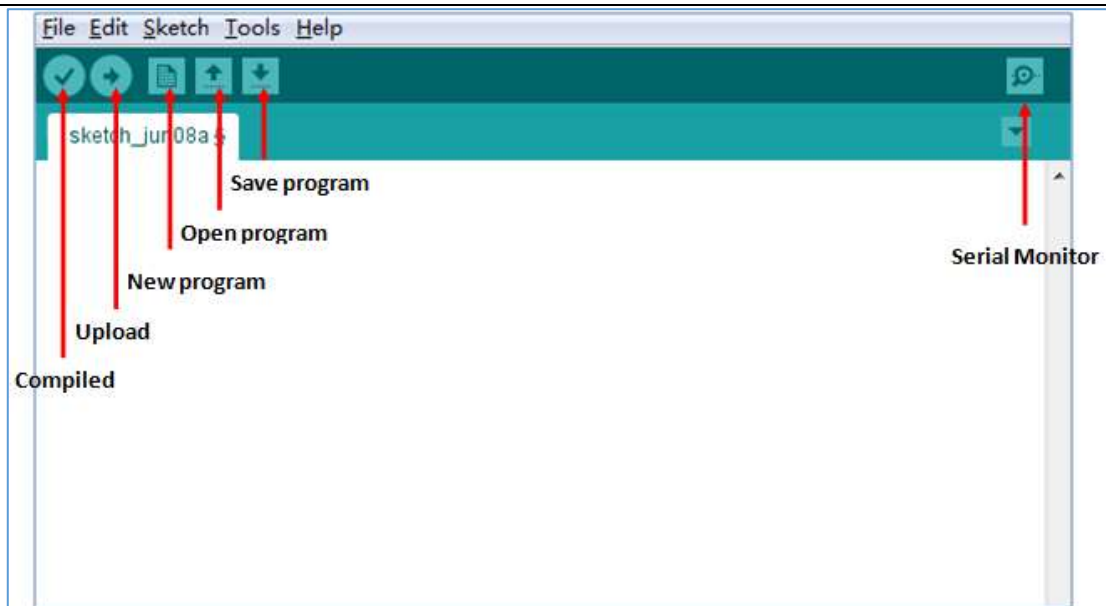 File Edit Sketch Tools Help
sketch_jun08a §
Save program
Open program
Serial Monitor
New program
Upload
Compiled